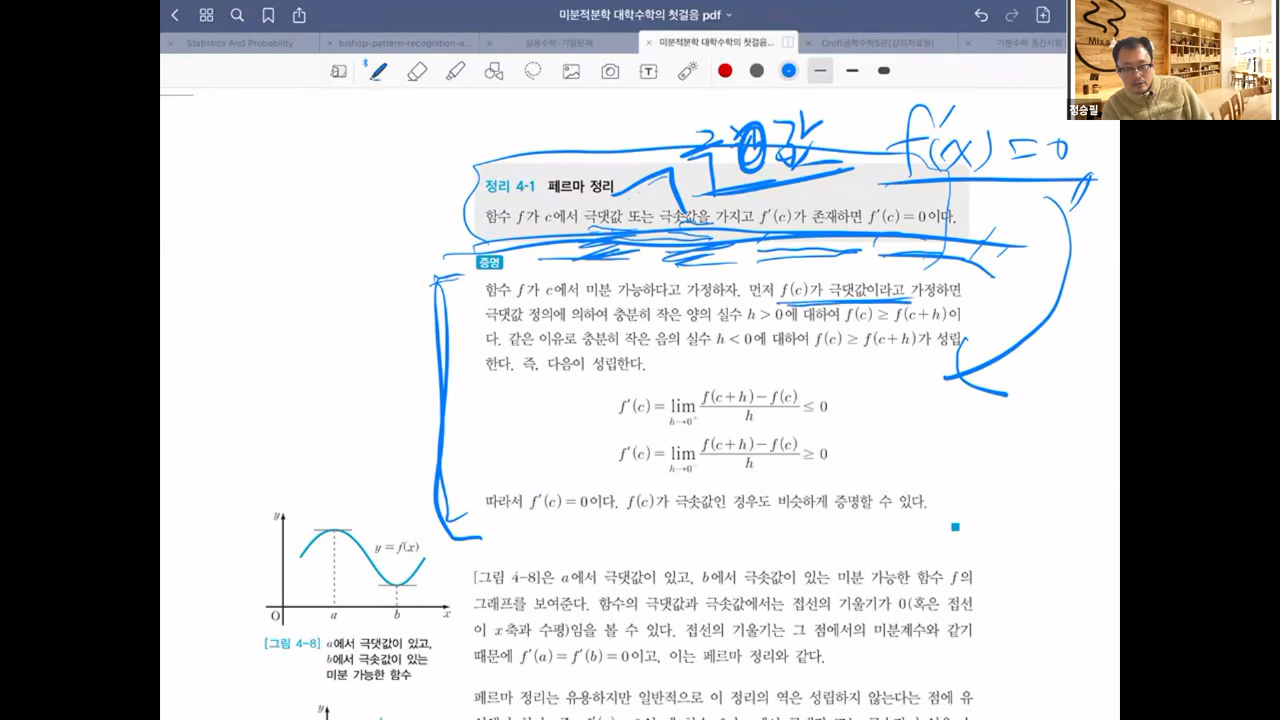 미분적분학 대학수학의 첫걸음 pdf
Statistics And Probability
bishop-pattern-recognition-a...
실용수학-기말문제
미분적분학 대학수학의 첫걸음...
Croft공학수학5판(강의자료용)
기본수학 중간시험
정승필
f'(x) = 0
정리 4-1 페르마 정리
함수 f가 c에서 극댓값 또는 극솟값을 가지고 f'(c)가 존재하면 f'(c)=0이다.
증명
함수 f가 c에서 미분 가능하다고 가정하자. 먼저 f(c)가 극댓값이라고 가정하면
극댓값 정의에 의하여 충분히 작은 양의 실수 h>0에 대하여 f(c) ≥ f(c+h)이
다. 같은 이유로 충분히 작은 음의 실수 h<0에 대하여 f(c) ≥ f(c+h)가 성립
한다. 즉, 다음이 성립한다.
f'(c) = lim h→0⁺ (f(c+h)−f(c))/h ≤ 0
f'(c) = lim h→0⁻ (f(c+h)−f(c))/h ≥ 0
따라서 f'(c)=0이다. f(c)가 극솟값인 경우도 비슷하게 증명할 수 있다.
y
y=f(x)
O a b x
[그림 4-8] a에서 극댓값이 있고,
b에서 극솟값이 있는
미분 가능한 함수
[그림 4-8]은 a에서 극댓값이 있고, b에서 극솟값이 있는 미분 가능한 함수 f의
그래프를 보여준다. 함수의 극댓값과 극솟값에서는 접선의 기울기가 0(혹은 접선
이 x축과 수평)임을 볼 수 있다. 접선의 기울기는 그 점에서의 미분계수와 같기
때문에 f'(a)=f'(b)=0이고, 이는 페르마 정리와 같다.
페르마 정리는 유용하지만 일반적으로 이 정리의 역은 성립하지 않는다는 점에 유
y